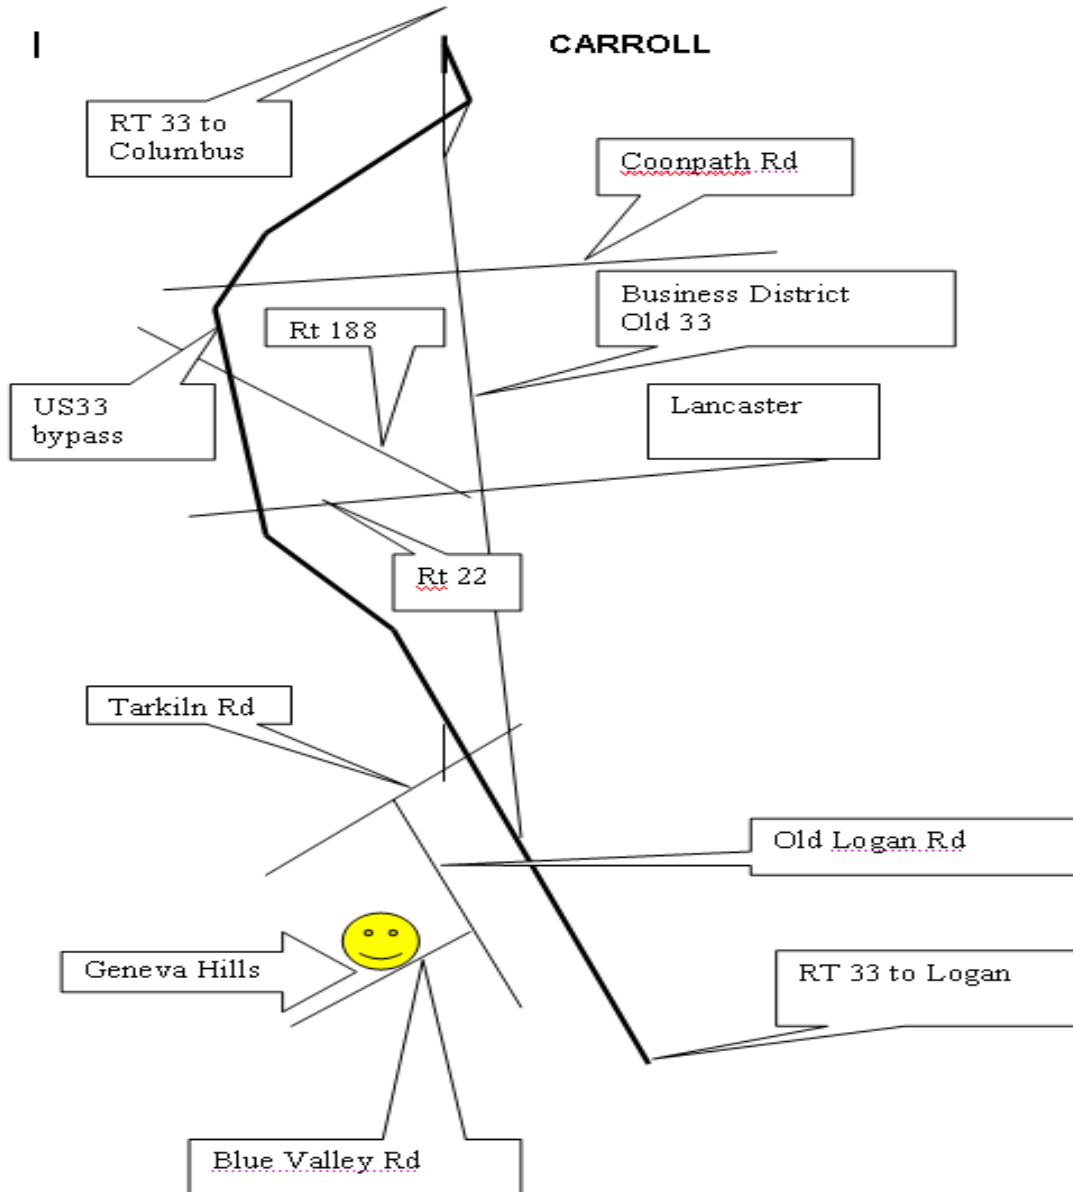 I
CARROLL
RT 33 to
Columbus
Coonpath Rd
Business District
Old 33
Rt 188
US33
bypass
Lancaster
Rt 22
Tarkiln Rd
Old Logan Rd
Geneva Hills
RT 33 to Logan
Blue Valley Rd